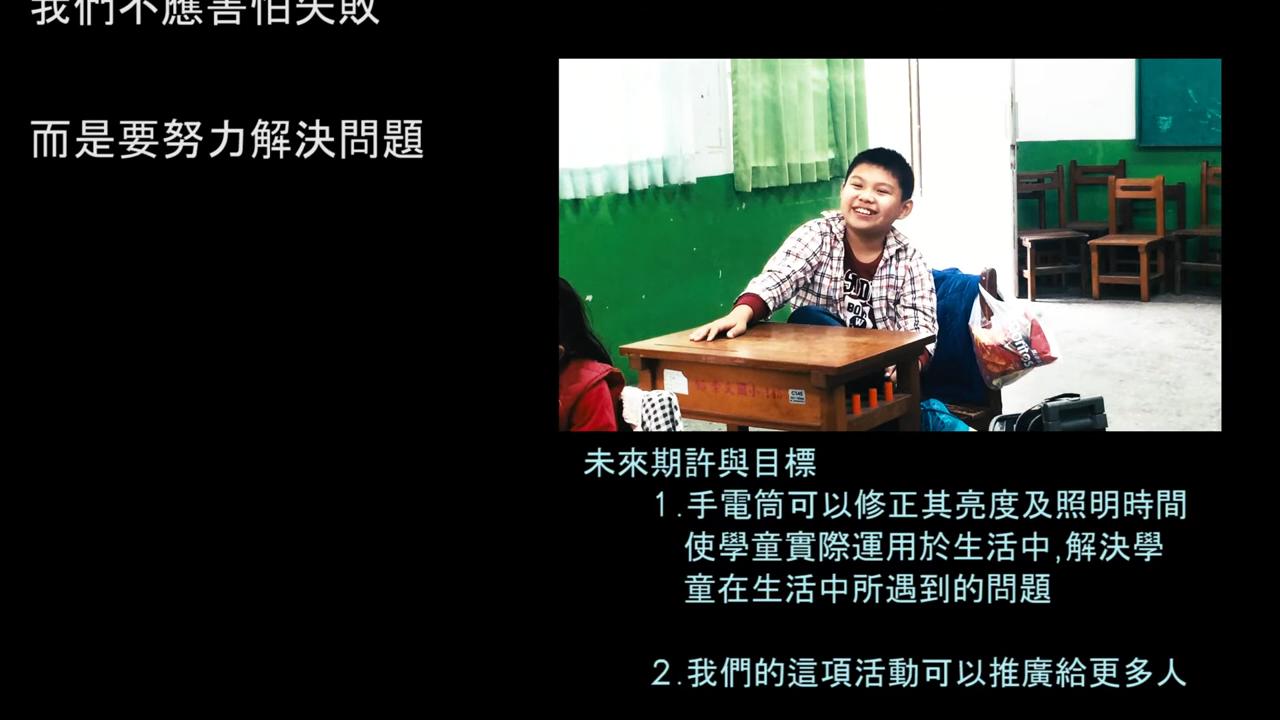 我們不應害怕失敗
而是要努力解決問題
未來期許與目標
1.手電筒可以修正其亮度及照明時間
使學童實際運用於生活中,解決學
童在生活中所遇到的問題
2.我們的這項活動可以推廣給更多人